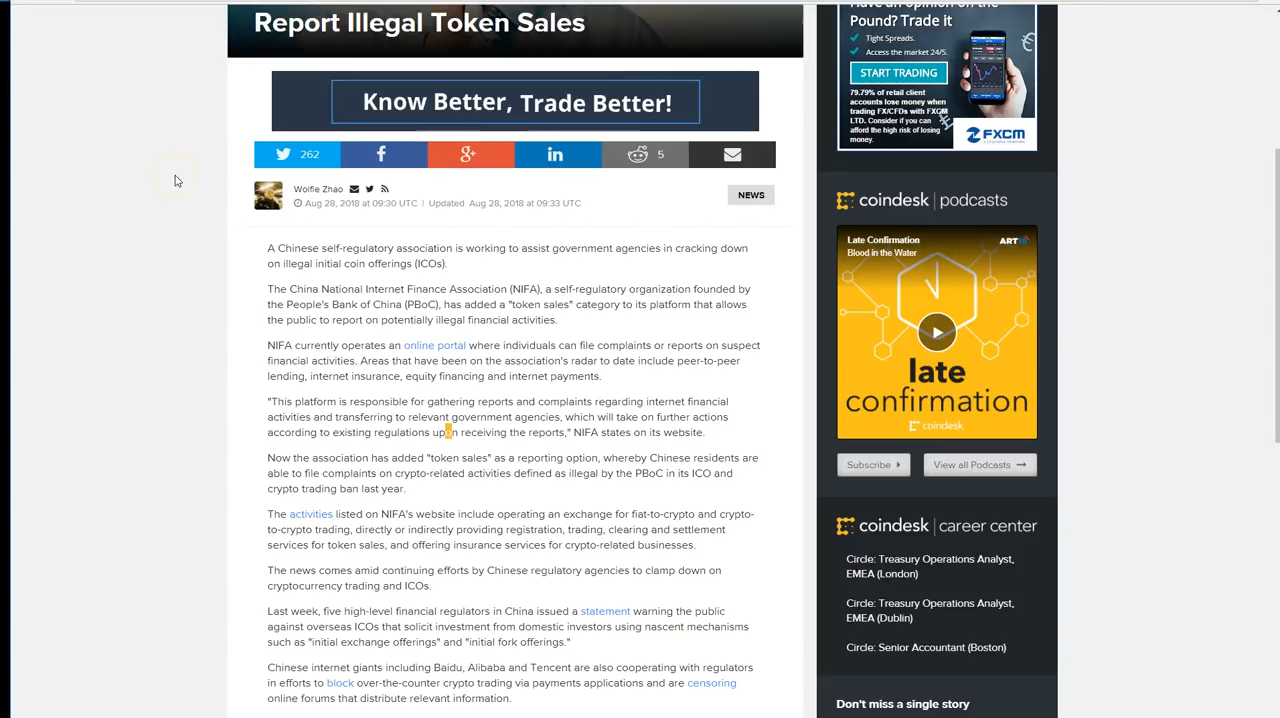 Report Illegal Token Sales
Know Better, Trade Better!
262
5
Wolfie Zhao
Aug 28, 2018 at 09:30 UTC | Updated Aug 28, 2018 at 09:33 UTC
NEWS
A Chinese self-regulatory association is working to assist government agencies in cracking down
on illegal initial coin offerings (ICOs).
The China National Internet Finance Association (NIFA), a self-regulatory organization founded by
the People's Bank of China (PBoC), has added a "token sales" category to its platform that allows
the public to report on potentially illegal financial activities.
NIFA currently operates an online portal where individuals can file complaints or reports on suspect
financial activities. Areas that have been on the association's radar to date include peer-to-peer
lending, internet insurance, equity financing and internet payments.
"This platform is responsible for gathering reports and complaints regarding internet financial
activities and transferring to relevant government agencies, which will take on further actions
according to existing regulations upon receiving the reports," NIFA states on its website.
Now the association has added "token sales" as a reporting option, whereby Chinese residents are
able to file complaints on crypto-related activities defined as illegal by the PBoC in its ICO and
crypto trading ban last year.
The activities listed on NIFA's website include operating an exchange for fiat-to-crypto and crypto-
to-crypto trading, directly or indirectly providing registration, trading, clearing and settlement
services for token sales, and offering insurance services for crypto-related businesses.
The news comes amid continuing efforts by Chinese regulatory agencies to clamp down on
cryptocurrency trading and ICOs.
Last week, five high-level financial regulators in China issued a statement warning the public
against overseas ICOs that solicit investment from domestic investors using nascent mechanisms
such as "initial exchange offerings" and "initial fork offerings."
Chinese internet giants including Baidu, Alibaba and Tencent are also cooperating with regulators
in efforts to block over-the-counter crypto trading via payments applications and are censoring
online forums that distribute relevant information.
Have an opinion on the
Pound? Trade it
Tight Spreads.
Access the market 24/5.
START TRADING
79.79% of retail client
accounts lose money when
trading FX/CFDs with FXCM
LTD. Consider if you can
afford the high risk of losing
money.
FXCM
coindesk | podcasts
Late Confirmation
Blood in the Water
ART19
late
confirmation
coindesk
Subscribe
View all Podcasts
coindesk | career center
Circle: Treasury Operations Analyst,
EMEA (London)
Circle: Treasury Operations Analyst,
EMEA (Dublin)
Circle: Senior Accountant (Boston)
Don't miss a single story